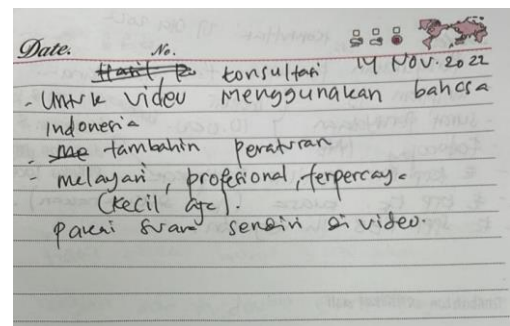 Date. No.
Hasil konsultasi 14 NOV. 2022
- Untuk video menggunakan bahasa
Indonesia
- me tambahin peraturan
- melayani, profesional, terpercaya
(kecil aje).
pakai suara sendiri di video.